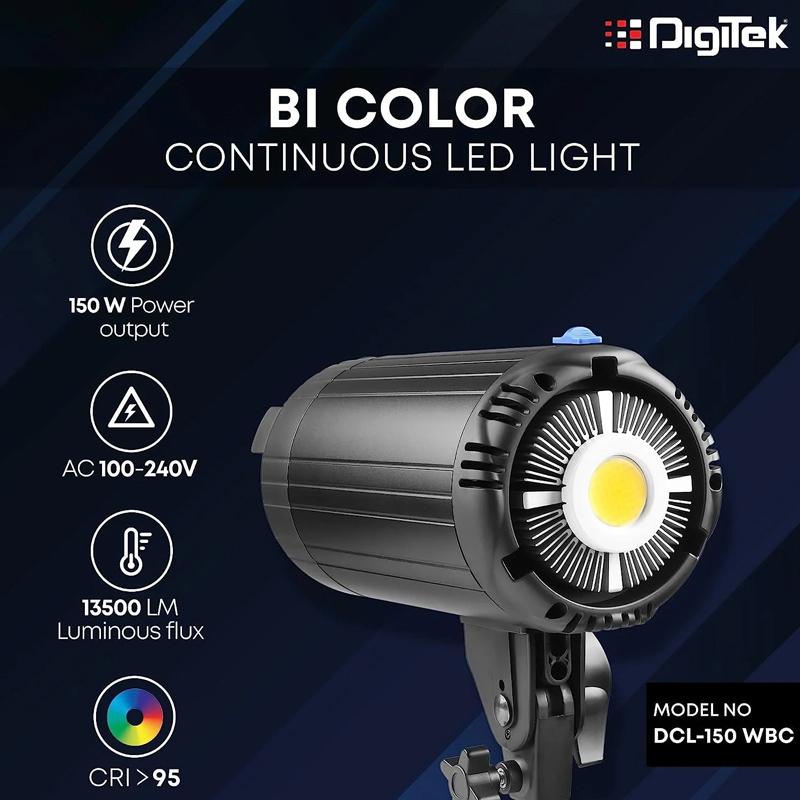 DigiTek
BI COLOR
CONTINUOUS LED LIGHT
150 W Power
output
AC 100-240V
13500 LM
Luminous flux
CRI > 95
MODEL NO
DCL-150 WBC